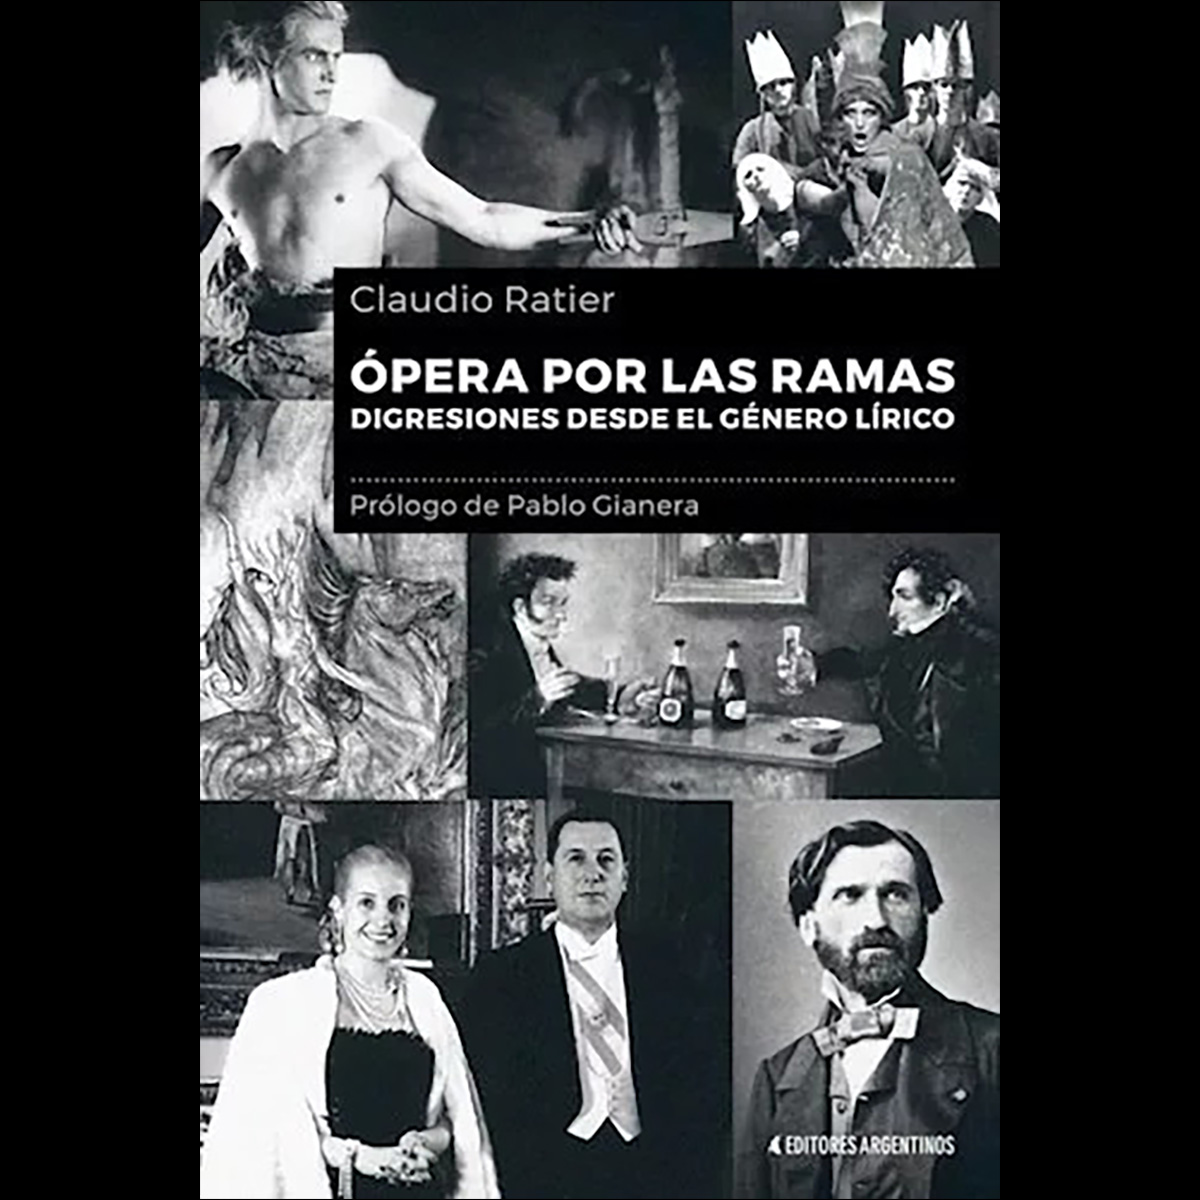 Claudio Ratier
ÓPERA POR LAS RAMAS
DIGRESIONES DESDE EL GÉNERO LÍRICO
Prólogo de Pablo Gianera
EDITORES ARGENTINOS